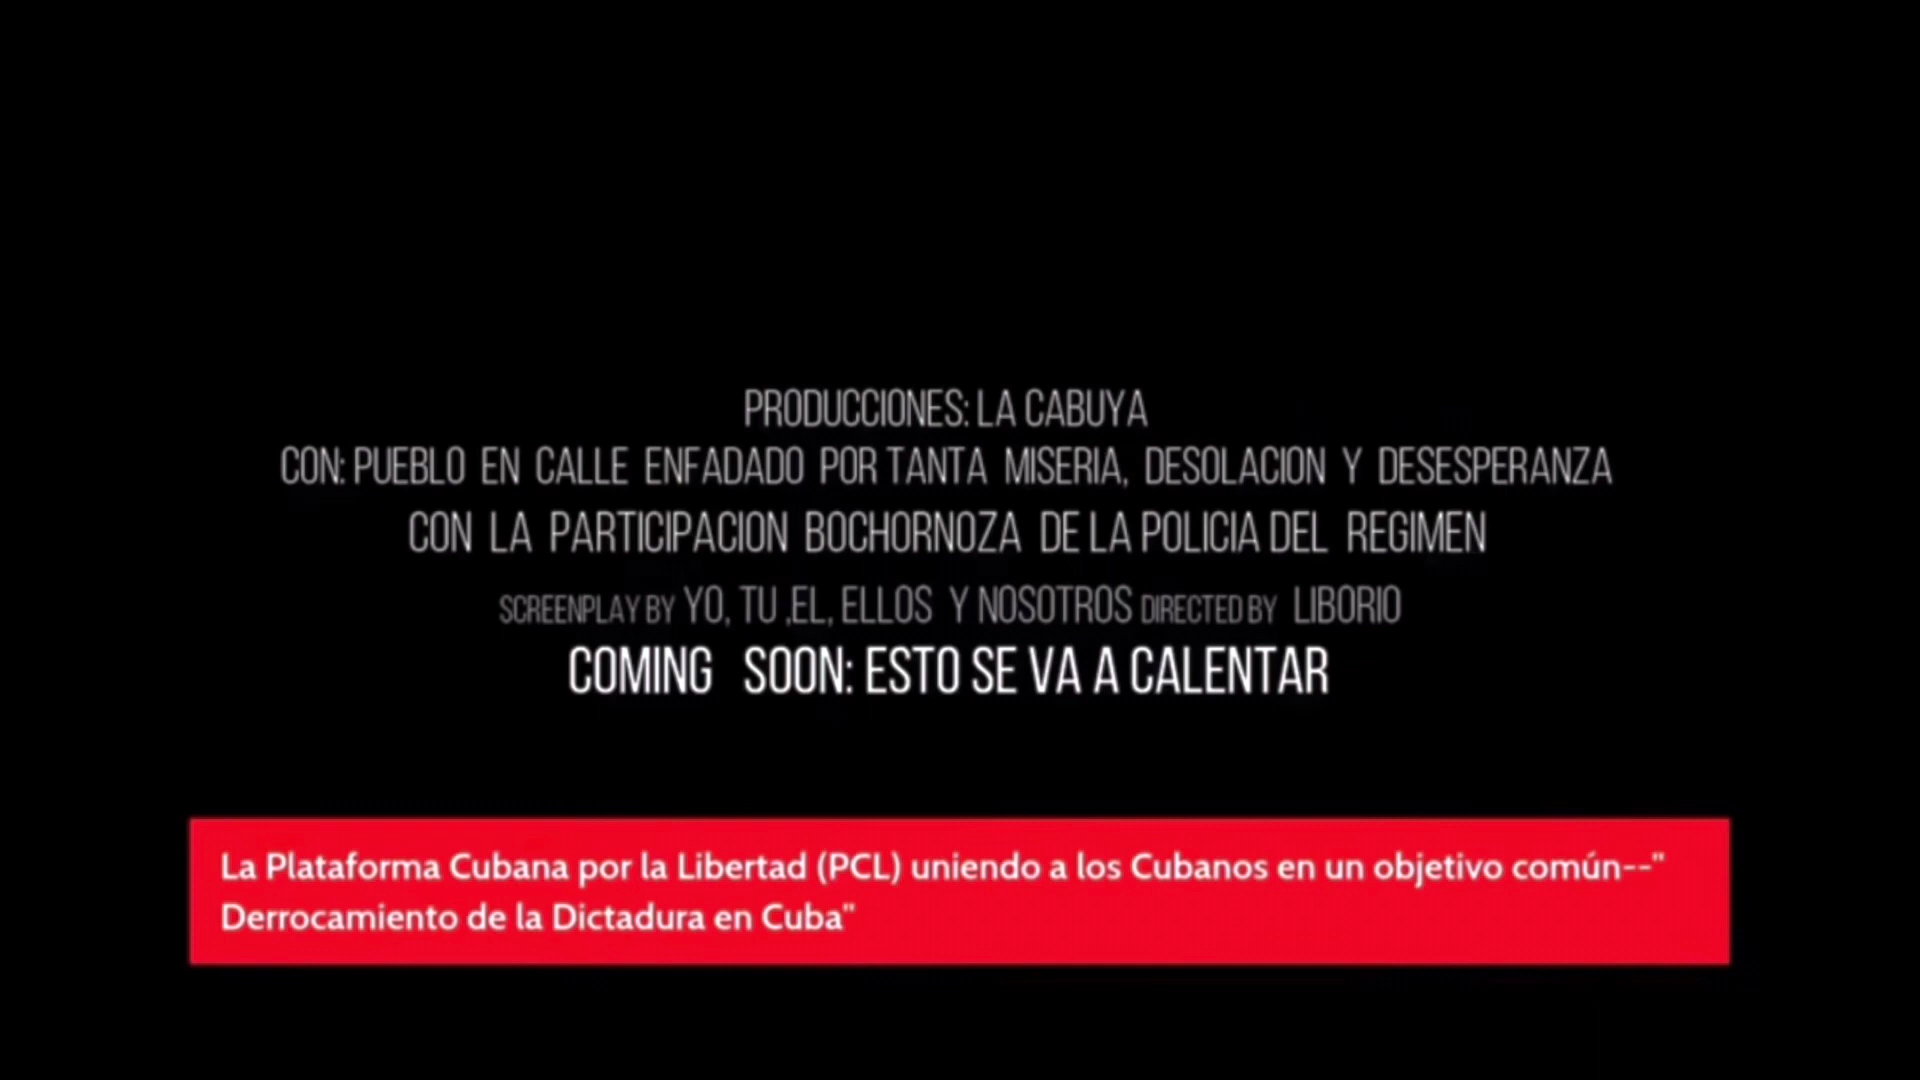 PRODUCCIONES: LA CABUYA
CON: PUEBLO EN CALLE ENFADADO POR TANTA MISERIA, DESOLACION Y DESESPERANZA
CON LA PARTICIPACION BOCHORNOZA DE LA POLICIA DEL REGIMEN
SCREENPLAY BY YO, TU ,EL, ELLOS Y NOSOTROS DIRECTED BY LIBORIO
COMING SOON: ESTO SE VA A CALENTAR
La Plataforma Cubana por la Libertad (PCL) uniendo a los Cubanos en un objetivo común--"
Derrocamiento de la Dictadura en Cuba"